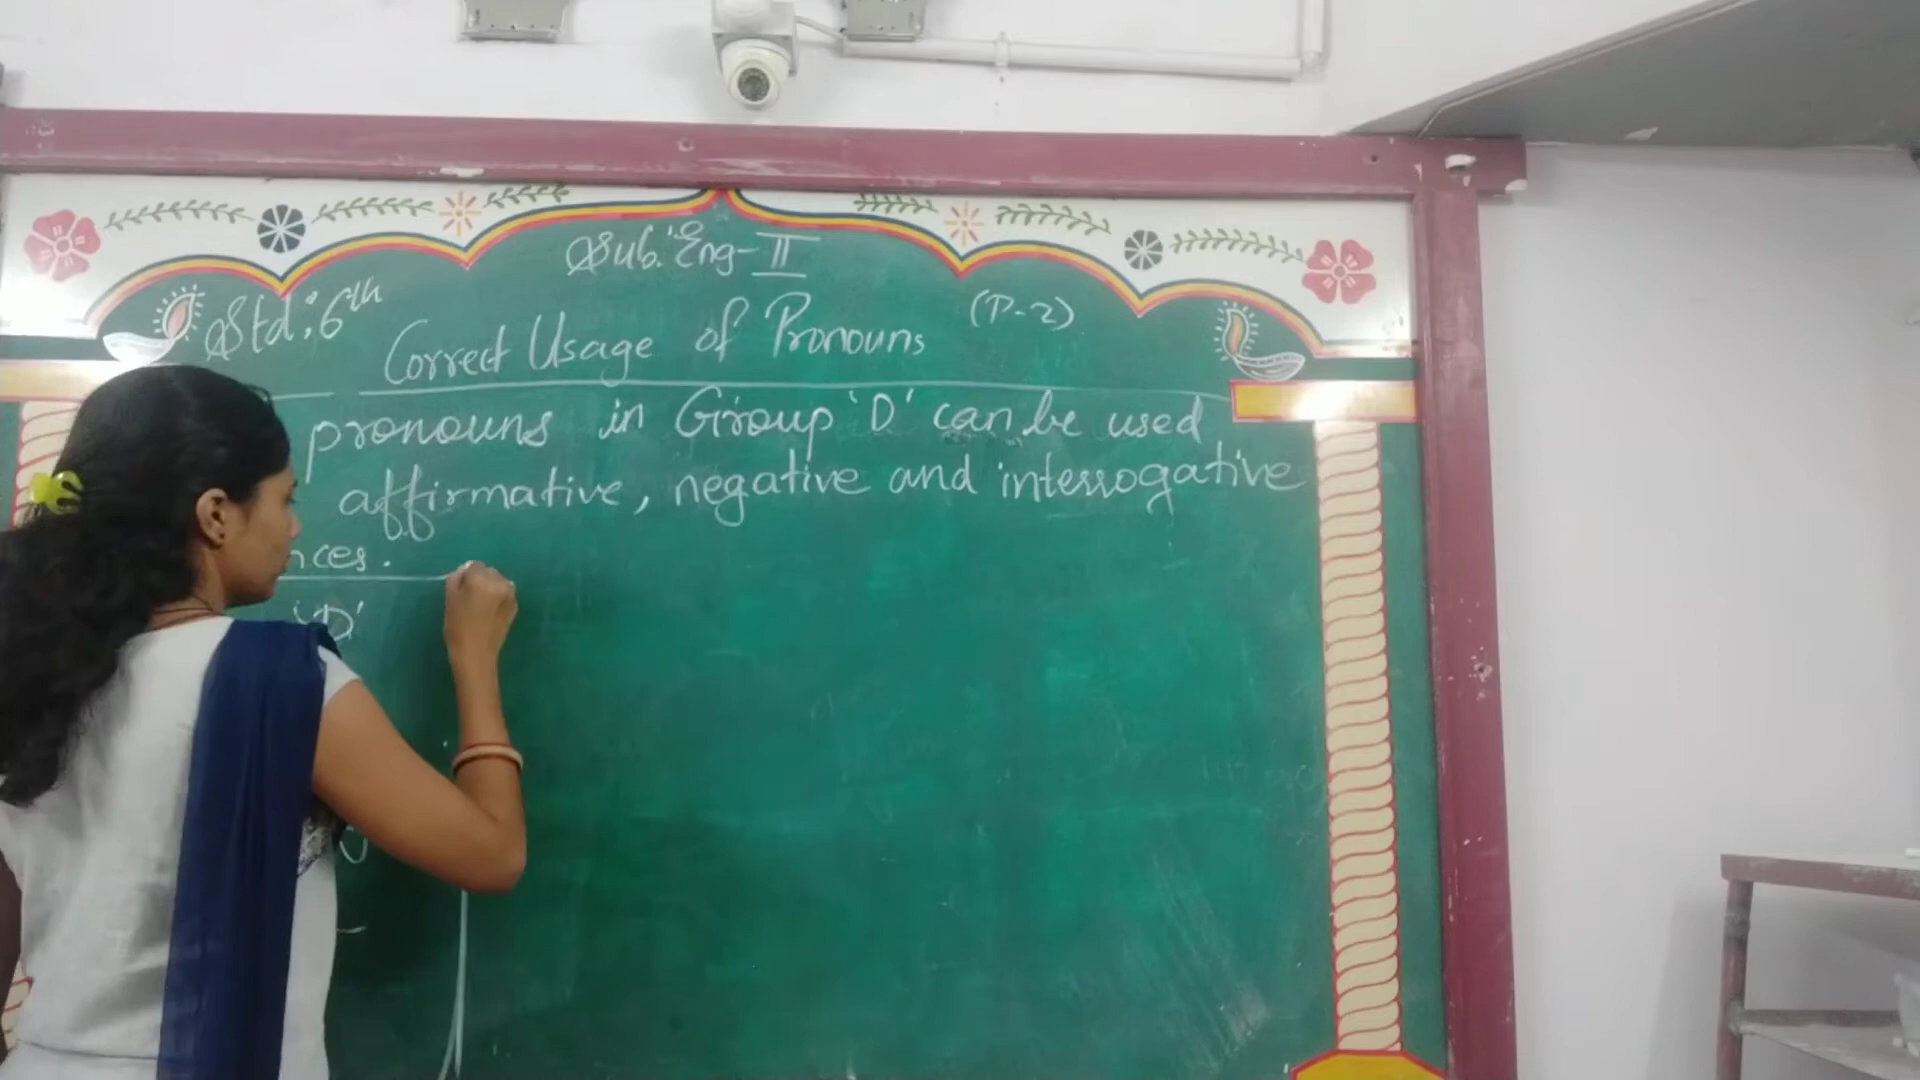 Sub: Eng-II
Std: 6th
Correct Usage of Pronouns (P-2)
pronouns in Group 'D' can be used
affirmative, negative and interrogative
nces.
'D'